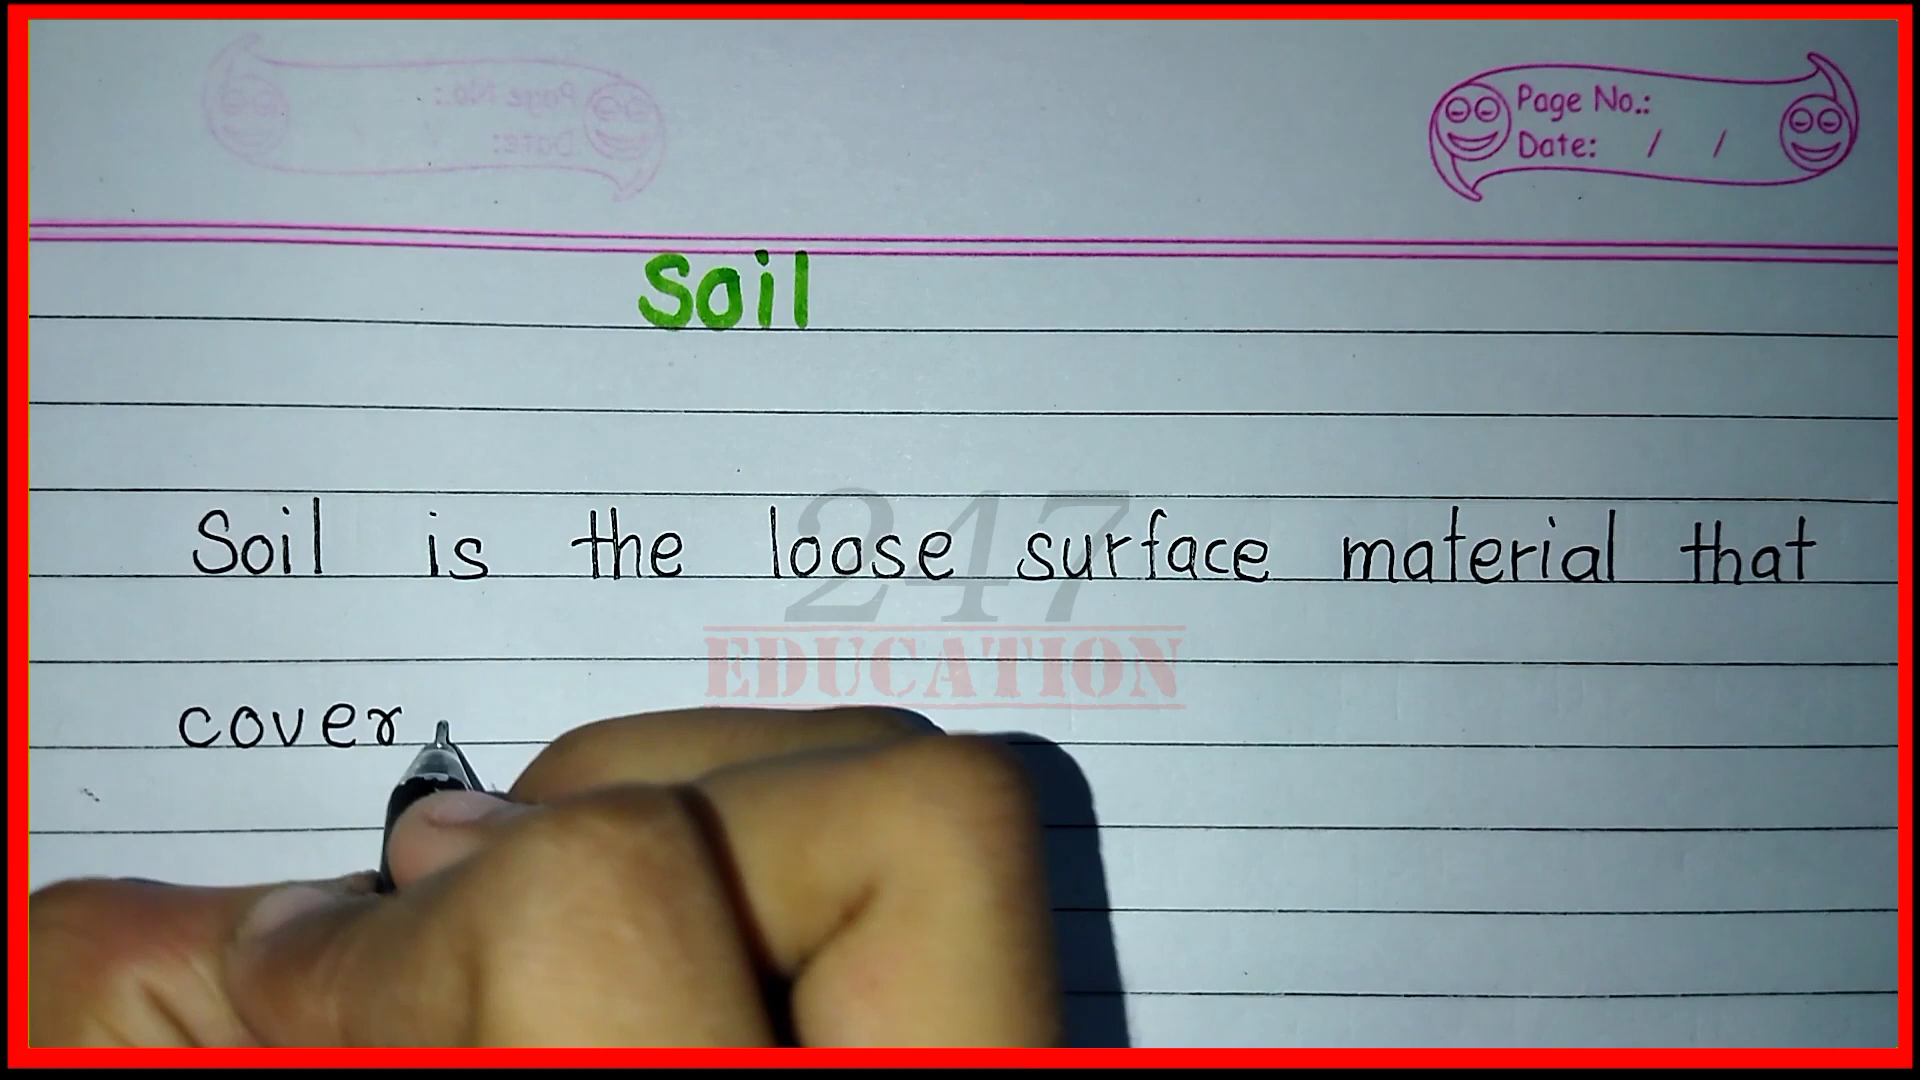 Page No.:
Date: / /
Soil
Soil is the loose surface material that
247
EDUCATION
cover